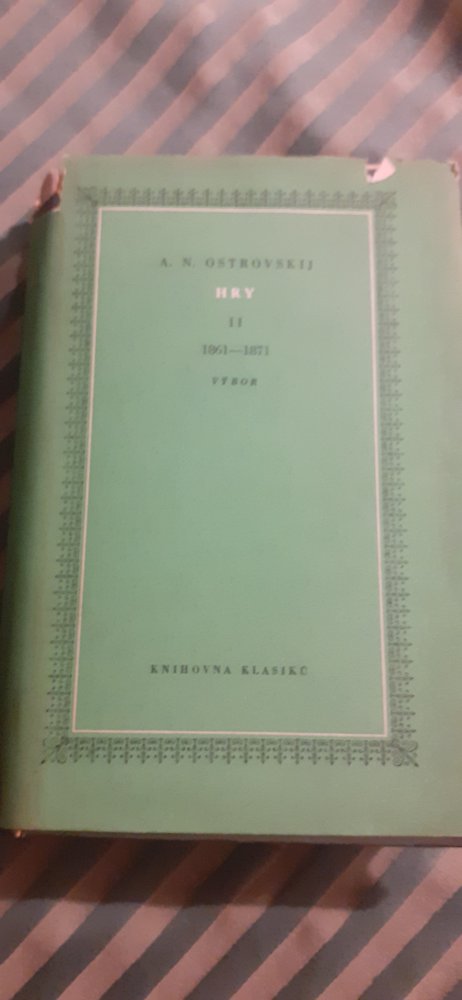 A. N. OSTROVSKIJ
HRY
II
1861—1871
VÝBOR
KNIHOVNA KLASIKŮ